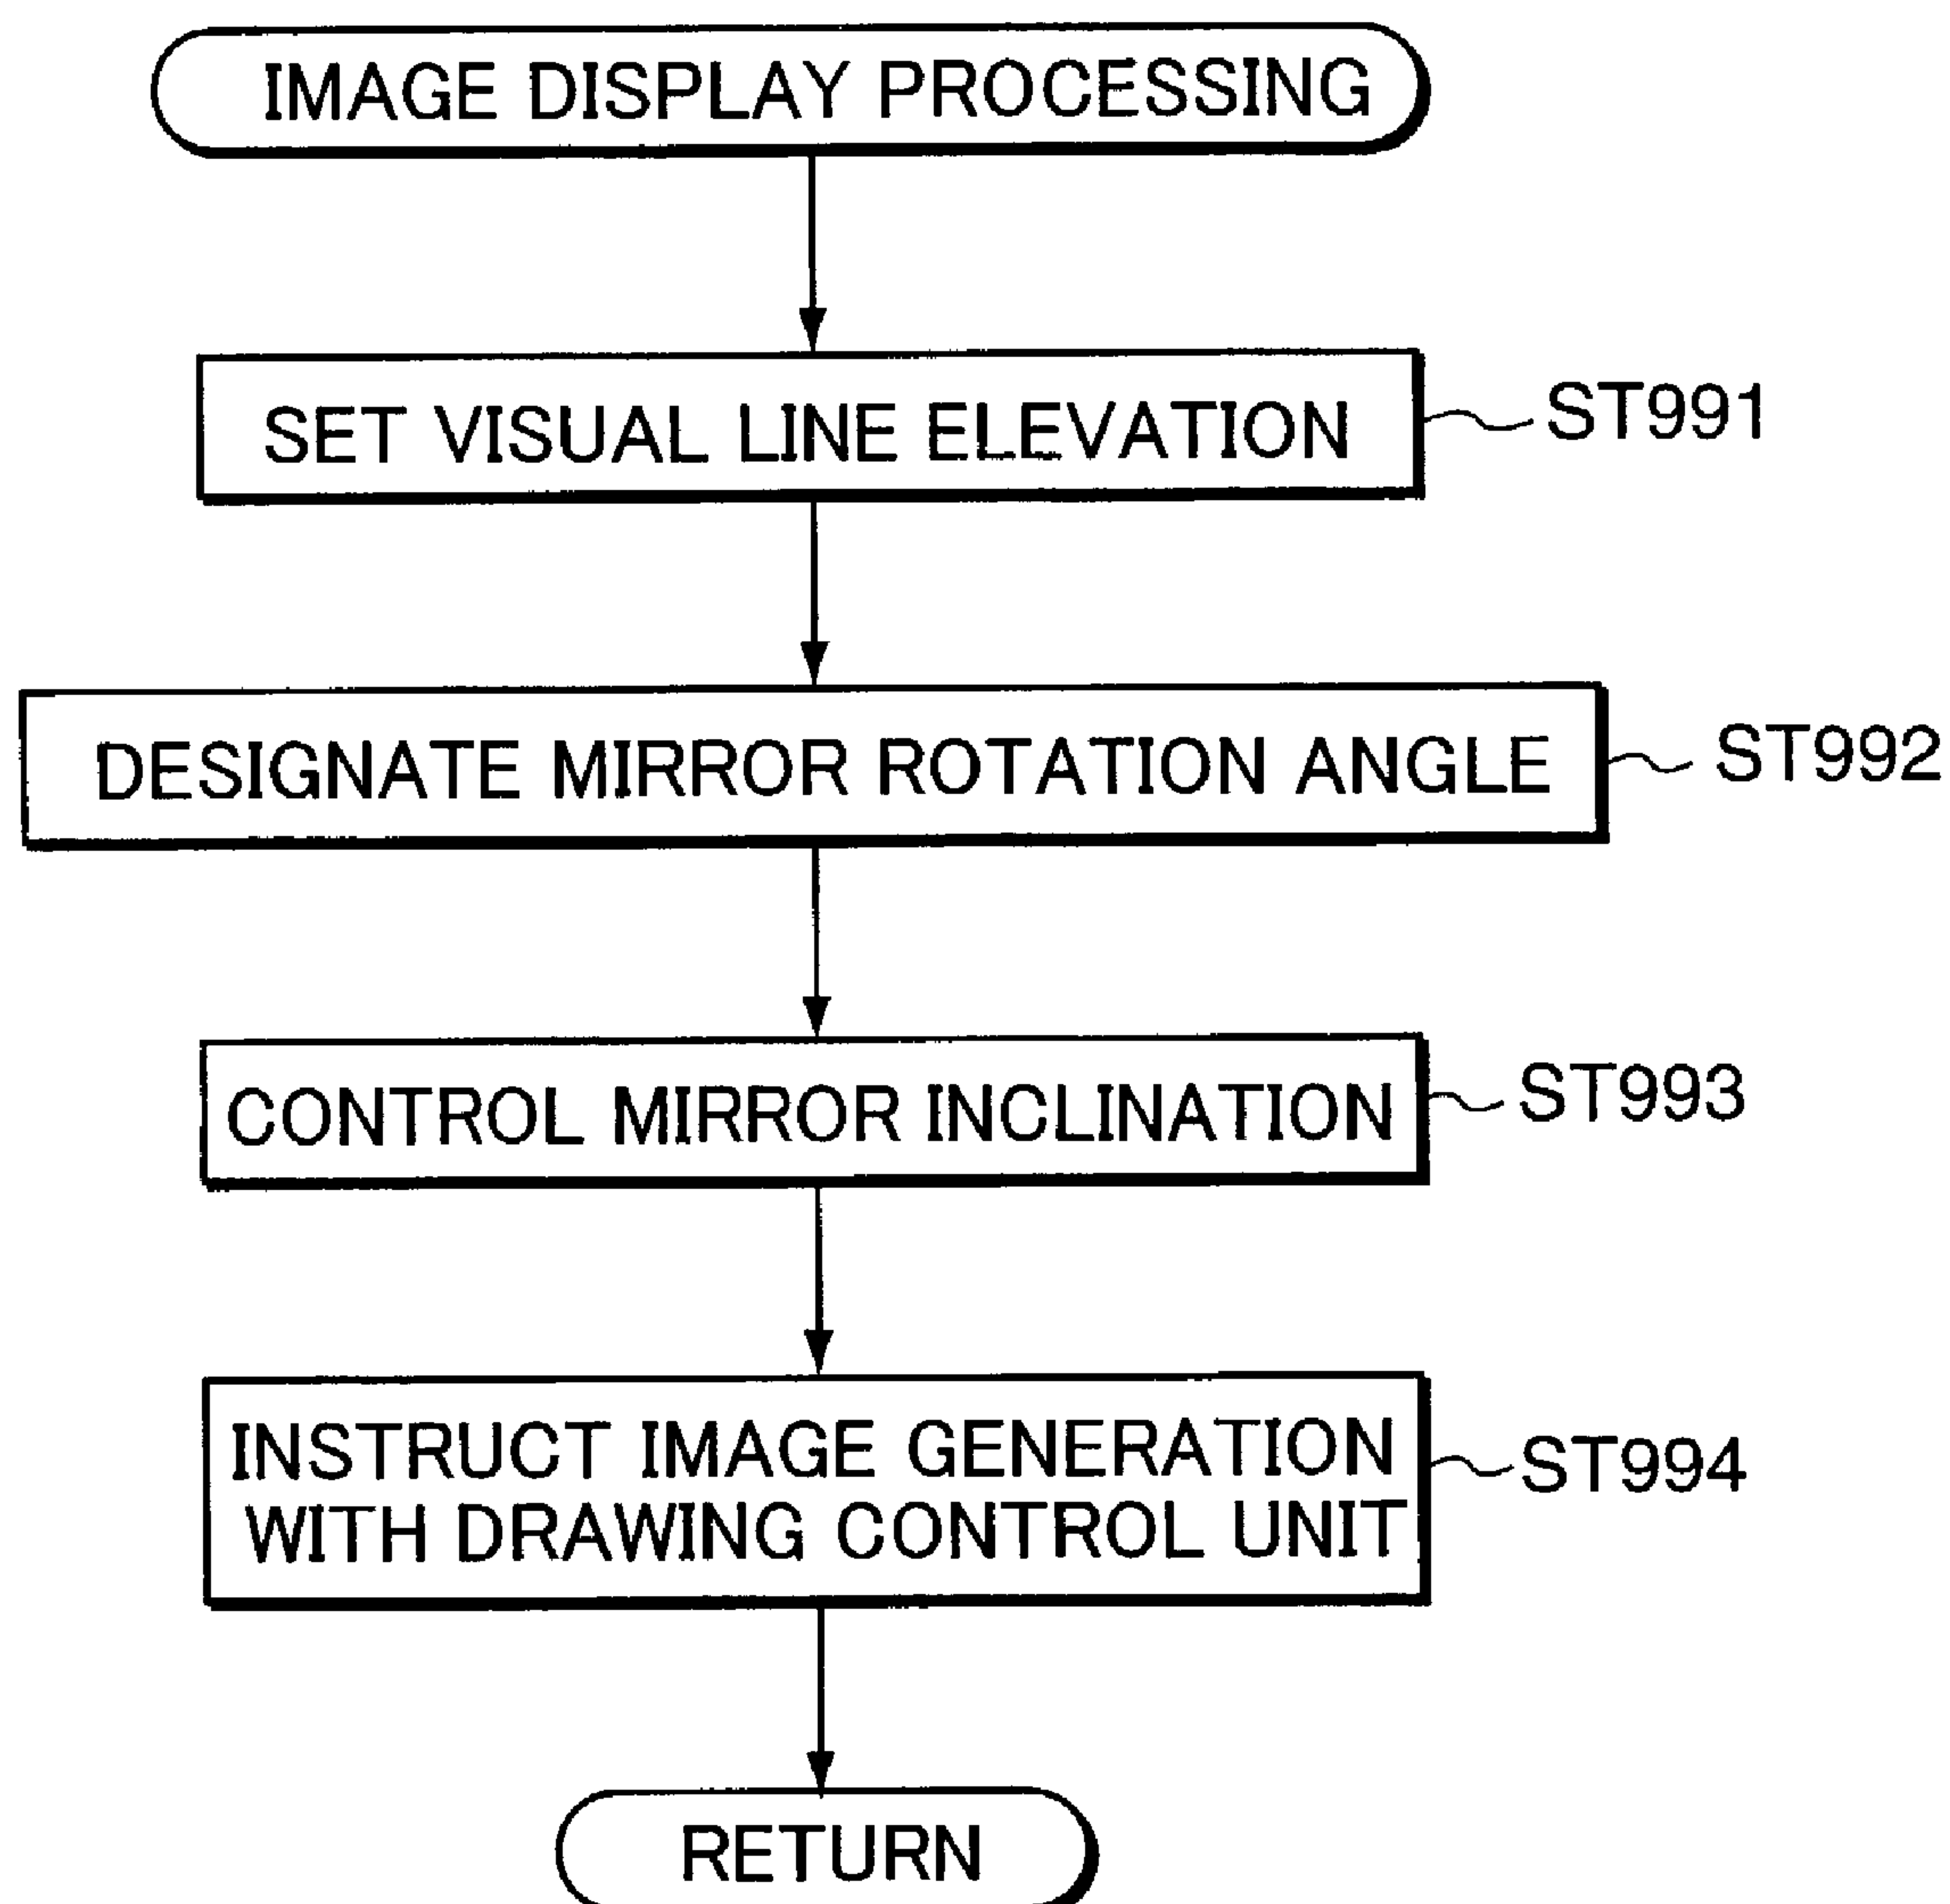 IMAGE DISPLAY PROCESSING
SET VISUAL LINE ELEVATION
ST991
DESIGNATE MIRROR ROTATION ANGLE
ST992
CONTROL MIRROR INCLINATION
ST993
INSTRUCT IMAGE GENERATION
WITH DRAWING CONTROL UNIT
ST994
RETURN